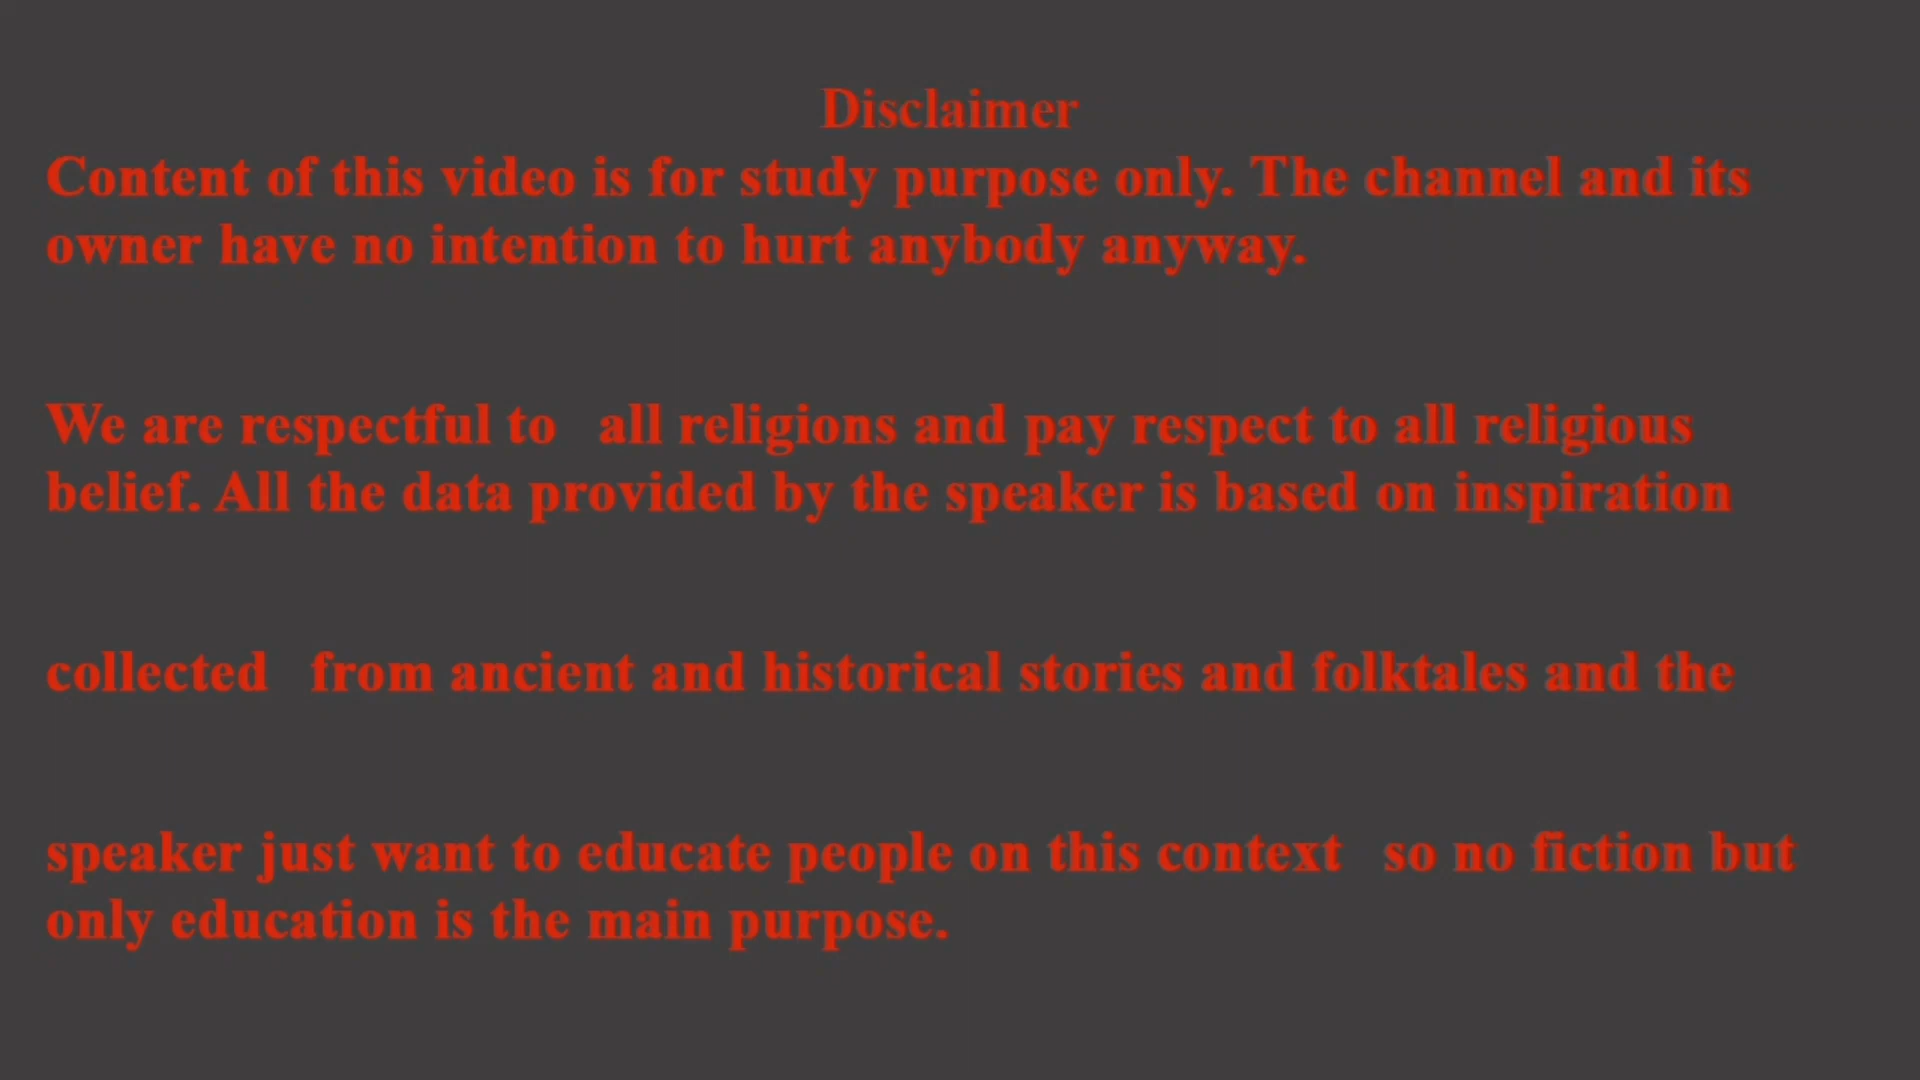 Disclaimer
Content of this video is for study purpose only. The channel and its
owner have no intention to hurt anybody anyway.
We are respectful to all religions and pay respect to all religious
belief. All the data provided by the speaker is based on inspiration
collected from ancient and historical stories and folktales and the
speaker just want to educate people on this context so no fiction but
only education is the main purpose.